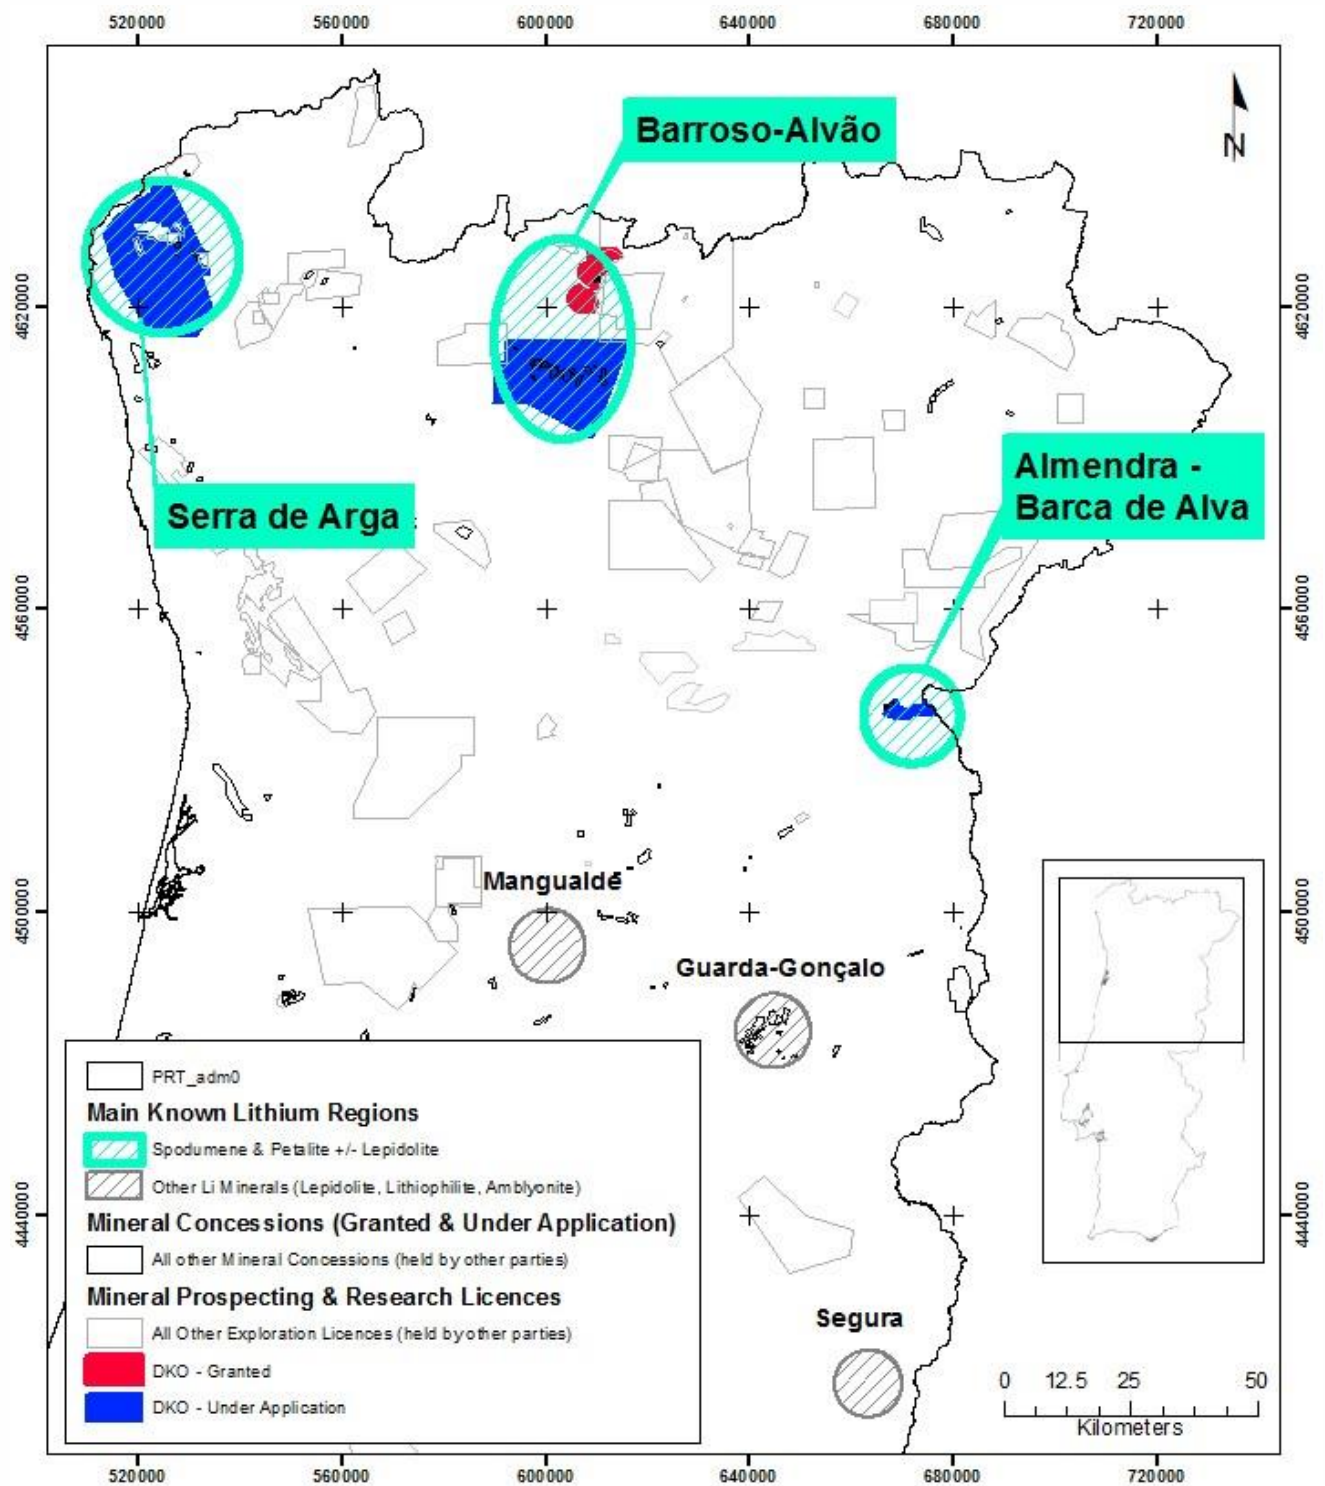 520000 560000 600000 640000 680000 720000
Barroso-Alvão
N
4620000 4620000
Almendra -
Barca de Alva
Serra de Arga
4560000 4560000
Mangualde
4500000 4500000
Guarda-Gonçalo
PRT_adm0
Main Known Lithium Regions
Spodumene & Petalite +/- Lepidolite
Other Li Minerals (Lepidolite, Lithiophilite, Amblyonite)
Mineral Concessions (Granted & Under Application)
All other Mineral Concessions (held by other parties)
Mineral Prospecting & Research Licences
All Other Exploration Licences (held by other parties)
DKO - Granted
DKO - Under Application
4440000 4440000
Segura
0 12.5 25 50
Kilometers
520000 560000 600000 640000 680000 720000